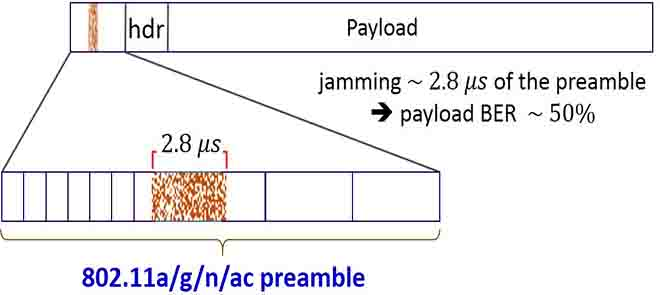 hdr
Payload
jamming ~ 2.8 μs of the preamble
➔ payload BER ~ 50%
2.8 μs
802.11a/g/n/ac preamble